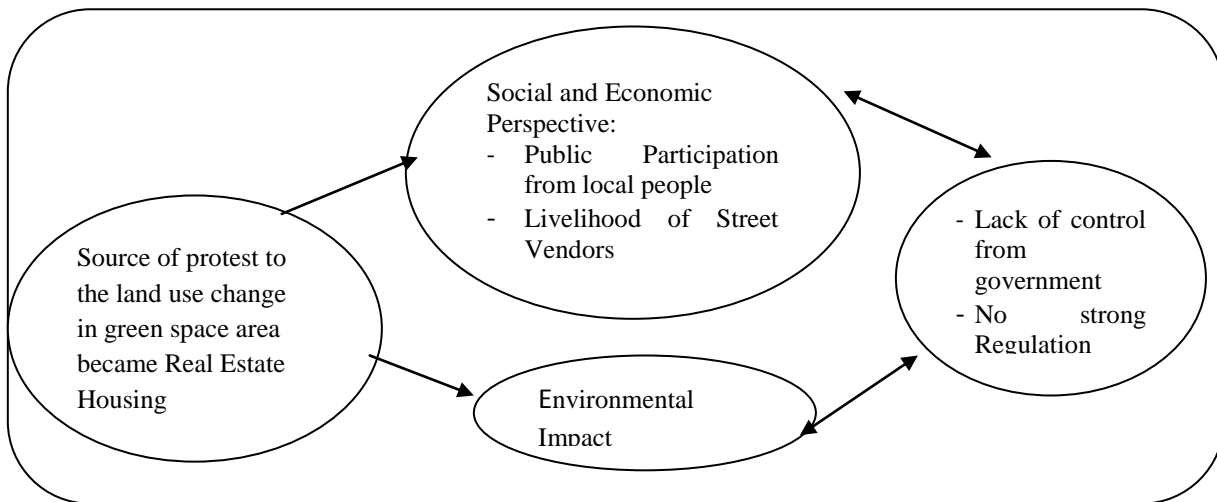 Social and Economic
Perspective:
- Public Participation
from local people
- Livelihood of Street
Vendors
Source of protest to
the land use change
in green space area
became Real Estate
Housing
- Lack of control
from
government
- No strong
Regulation
Environmental
Impact